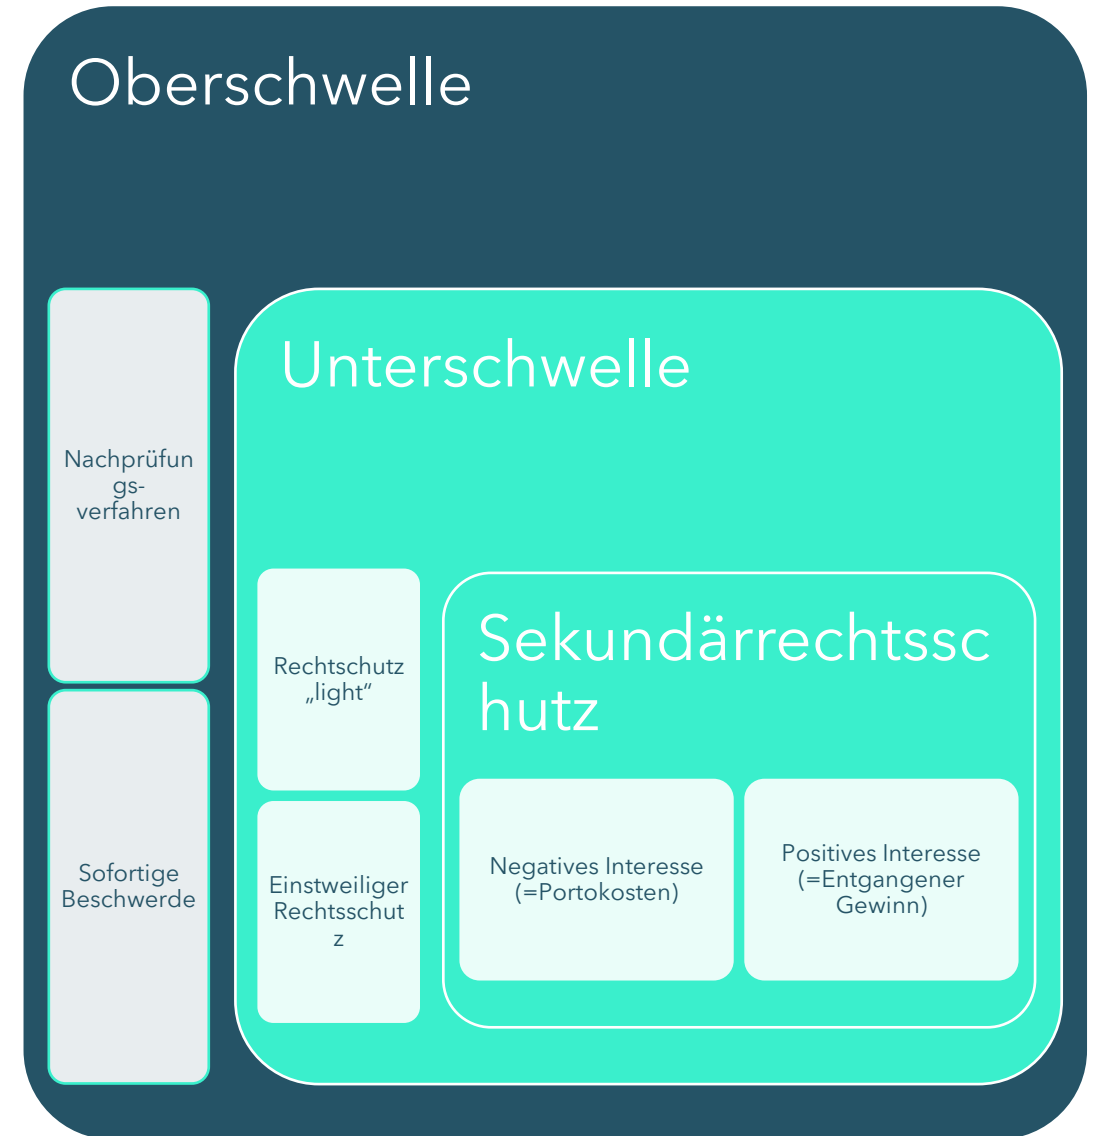 Oberschwelle
Nachprüfun
gs-
verfahren
Sofortige
Beschwerde
Unterschwelle
Rechtschutz
„light“
Einstweiliger
Rechtsschut
z
Sekundärrechtssc
hutz
Negatives Interesse
(=Portokosten)
Positives Interesse
(=Entgangener
Gewinn)